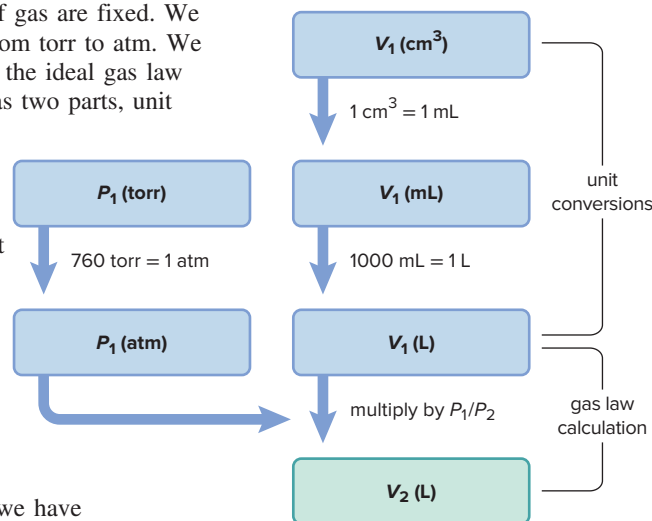 f gas are fixed. We
om torr to atm. We
the ideal gas law
as two parts, unit
t
we have
V₁ (cm³)
1 cm³ = 1 mL
P₁ (torr)
V₁ (mL)
unit
conversions
760 torr = 1 atm
1000 mL = 1 L
P₁ (atm)
V₁ (L)
multiply by P₁/P₂
gas law
calculation
V₂ (L)